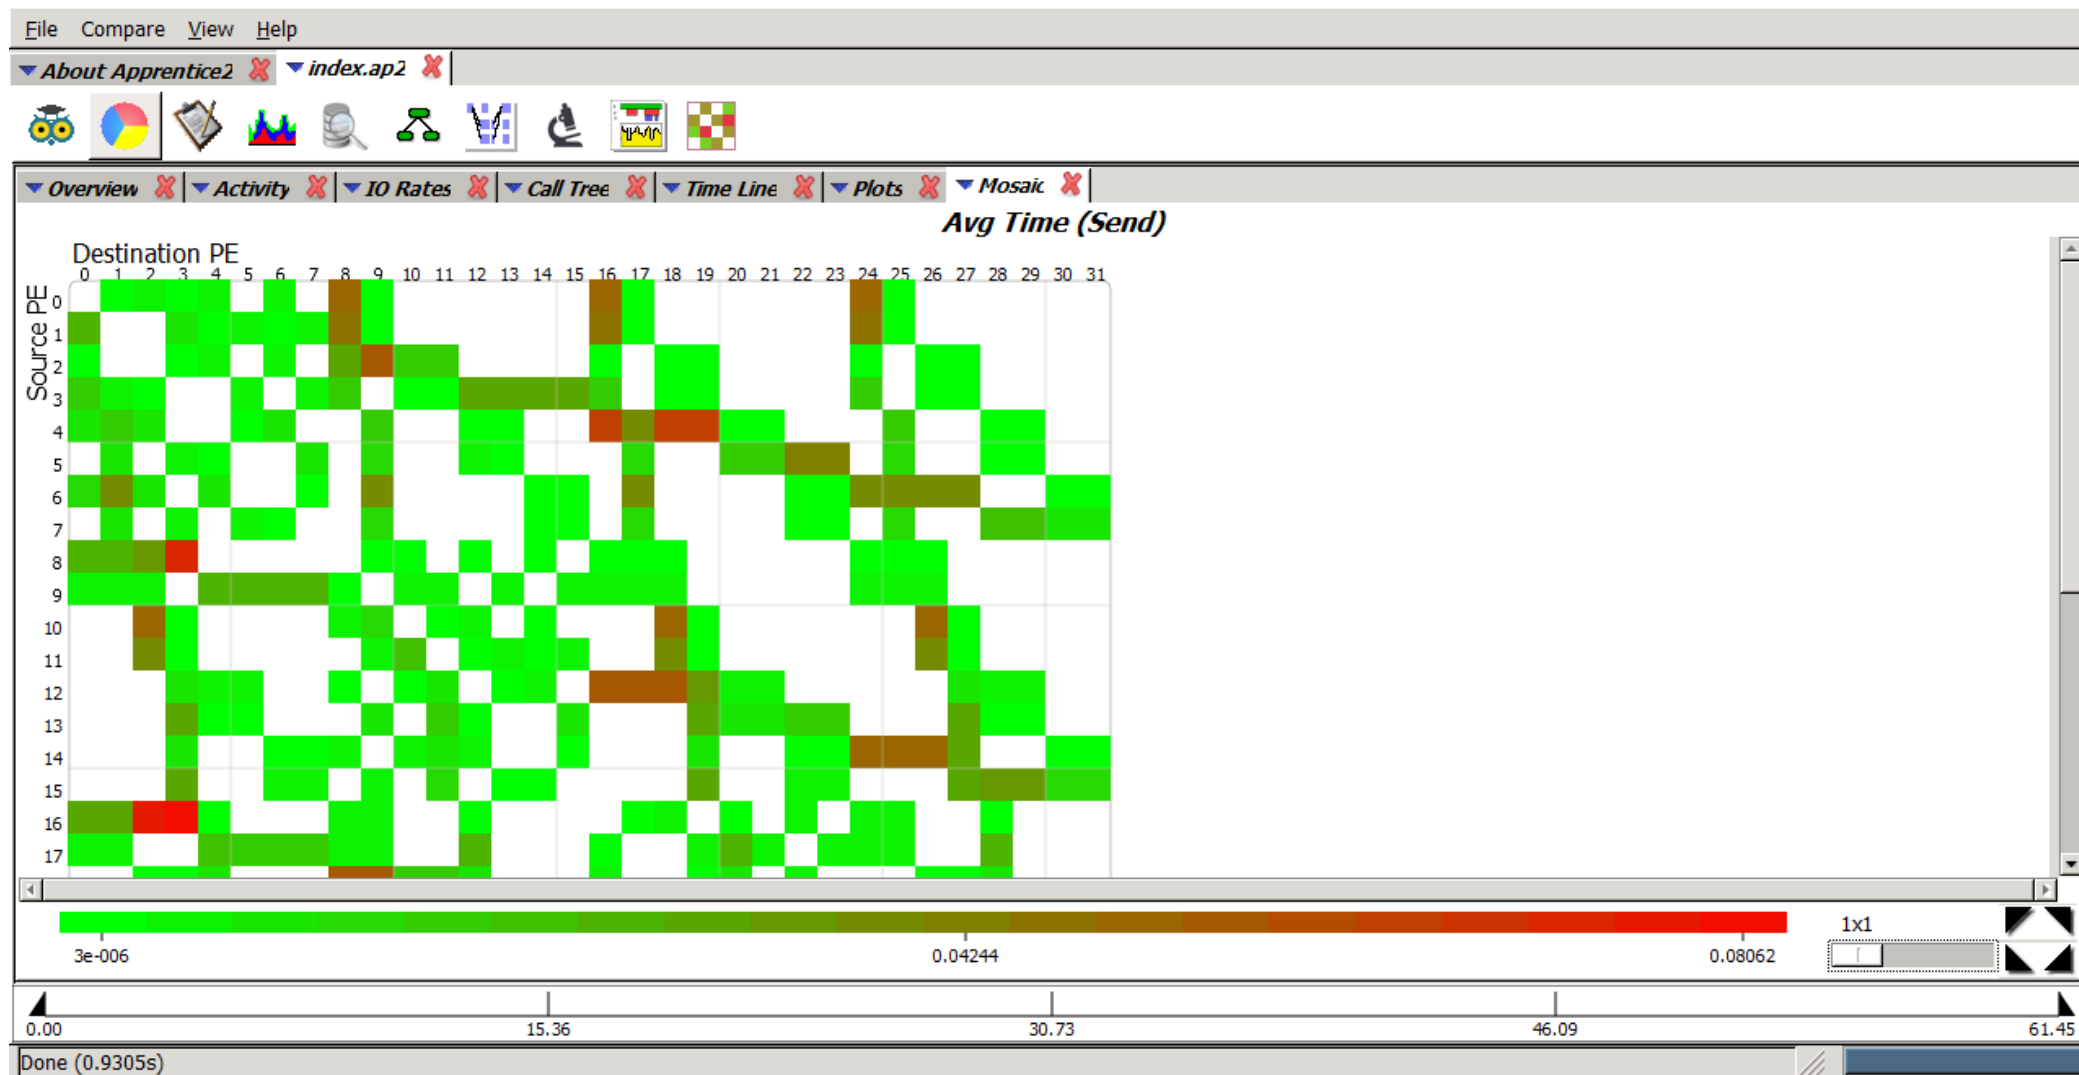 File Compare View Help
About Apprentice2 index.ap2
Overview Activity IO Rates Call Tree Time Line Plots Mosaic
Avg Time (Send)
Destination PE
0 1 2 3 4 5 6 7 8 9 10 11 12 13 14 15 16 17 18 19 20 21 22 23 24 25 26 27 28 29 30 31
Source PE
0
1
2
3
4
5
6
7
8
9
10
11
12
13
14
15
16
17
1x1
3e-006 0.04244 0.08062
0.00 15.36 30.73 46.09 61.45
Done (0.9305s)